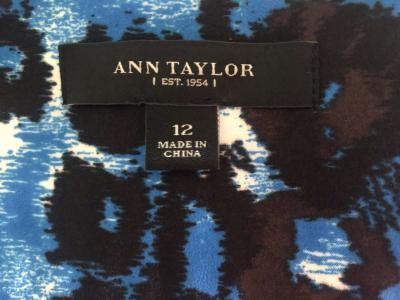 ANN TAYLOR
| EST. 1954 |
12
MADE IN
CHINA